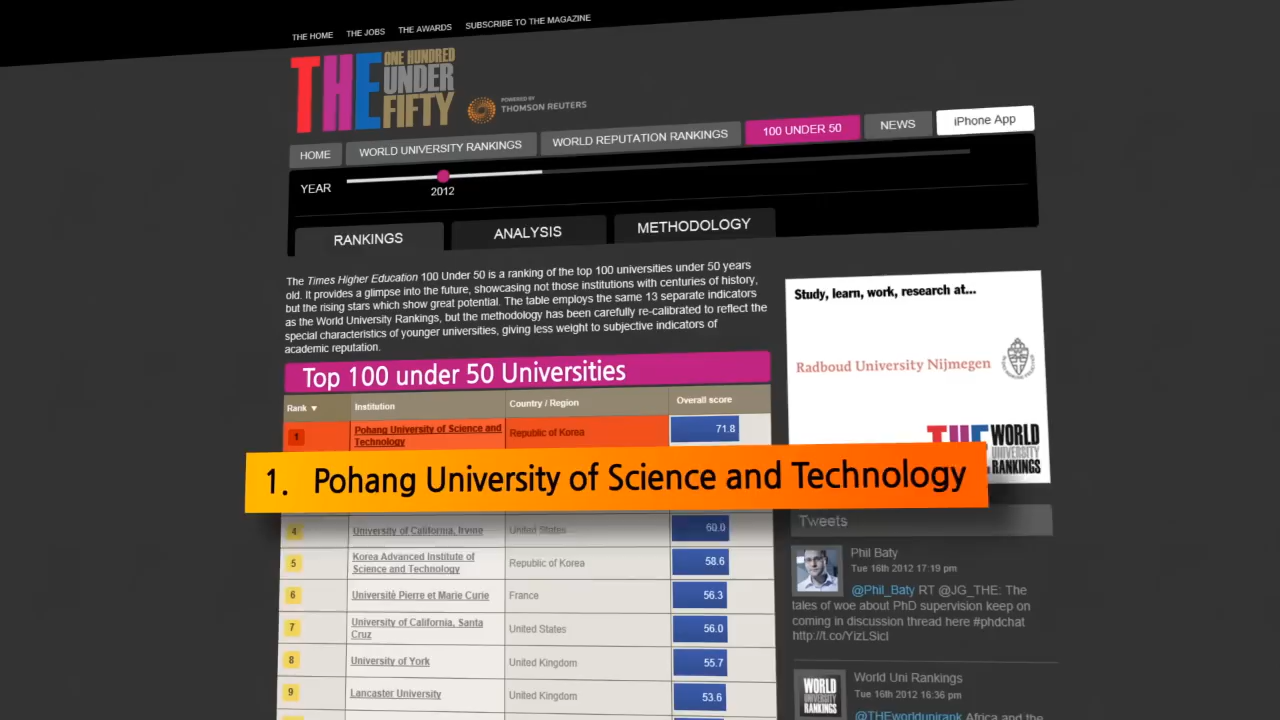 THE HOME THE JOBS THE AWARDS SUBSCRIBE TO THE MAGAZINE
THE ONE HUNDRED UNDER FIFTY
POWERED BY THOMSON REUTERS
HOME WORLD UNIVERSITY RANKINGS WORLD REPUTATION RANKINGS 100 UNDER 50 NEWS iPhone App
YEAR 2012
RANKINGS ANALYSIS METHODOLOGY
The Times Higher Education 100 Under 50 is a ranking of the top 100 universities under 50 years
old. It provides a glimpse into the future, showcasing not those institutions with centuries of history,
but the rising stars which show great potential. The table employs the same 13 separate indicators
as the World University Rankings, but the methodology has been carefully re-calibrated to reflect the
special characteristics of younger universities, giving less weight to subjective indicators of
academic reputation.
Top 100 under 50 Universities
Rank ▼ Institution Country / Region Overall score
1 Pohang University of Science and Technology Republic of Korea 71.8
1. Pohang University of Science and Technology
4 University of California, Irvine United States 60.0
5 Korea Advanced Institute of Science and Technology Republic of Korea 58.6
6 Université Pierre et Marie Curie France 56.3
7 University of California, Santa Cruz United States 56.0
8 University of York United Kingdom 55.7
9 Lancaster University United Kingdom 53.6
Study, learn, work, research at...
Radboud University Nijmegen
THE WORLD UNIVERSITY RANKINGS
Tweets
Phil Baty
Tue 16th 2012 17:19 pm
@Phil_Baty RT @JG_THE: The
tales of woe about PhD supervision keep on
coming in discussion thread here #phdchat
http://t.co/YizLSicI
WORLD UNIVERSITY RANKINGS
World Uni Rankings
Tue 16th 2012 16:36 pm
@THEworldunirank Africa and the